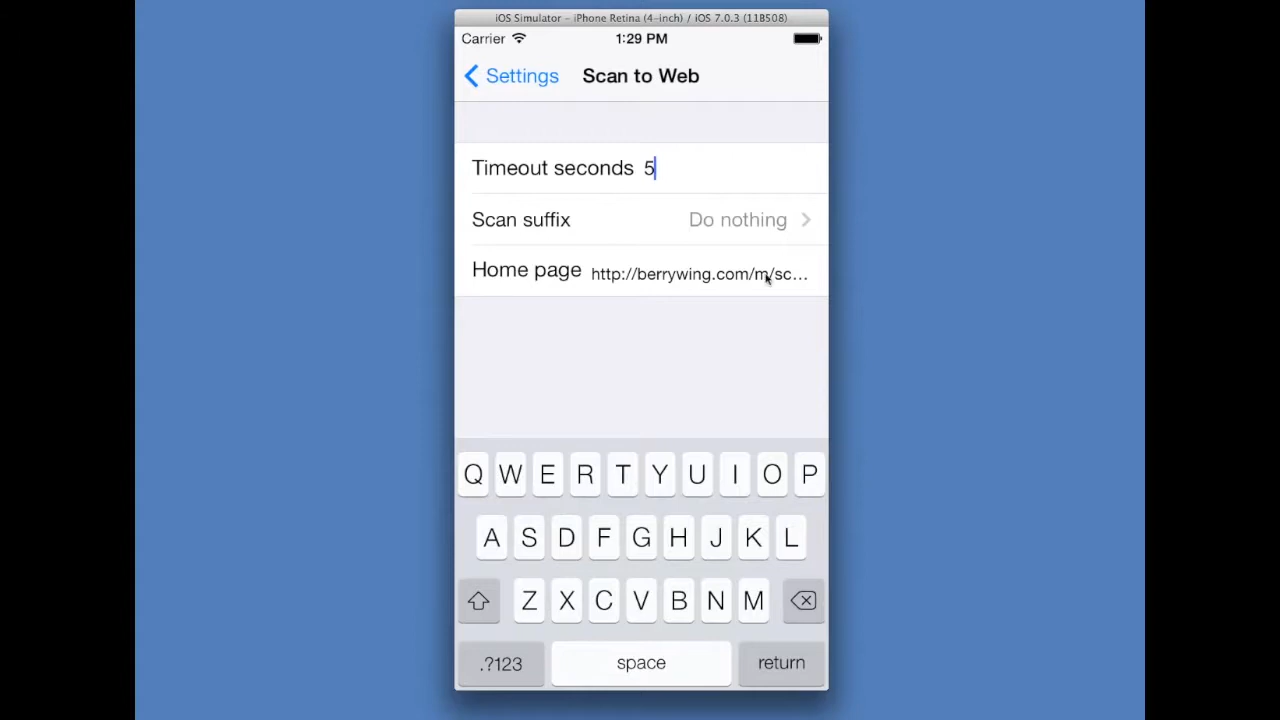 iOS Simulator – iPhone Retina (4-inch) / iOS 7.0.3 (11B508)
Carrier 1:29 PM
Settings Scan to Web
Timeout seconds 5
Scan suffix Do nothing
Home page http://berrywing.com/m/sc...
Q W E R T Y U I O P
A S D F G H J K L
Z X C V B N M
.?123 space return